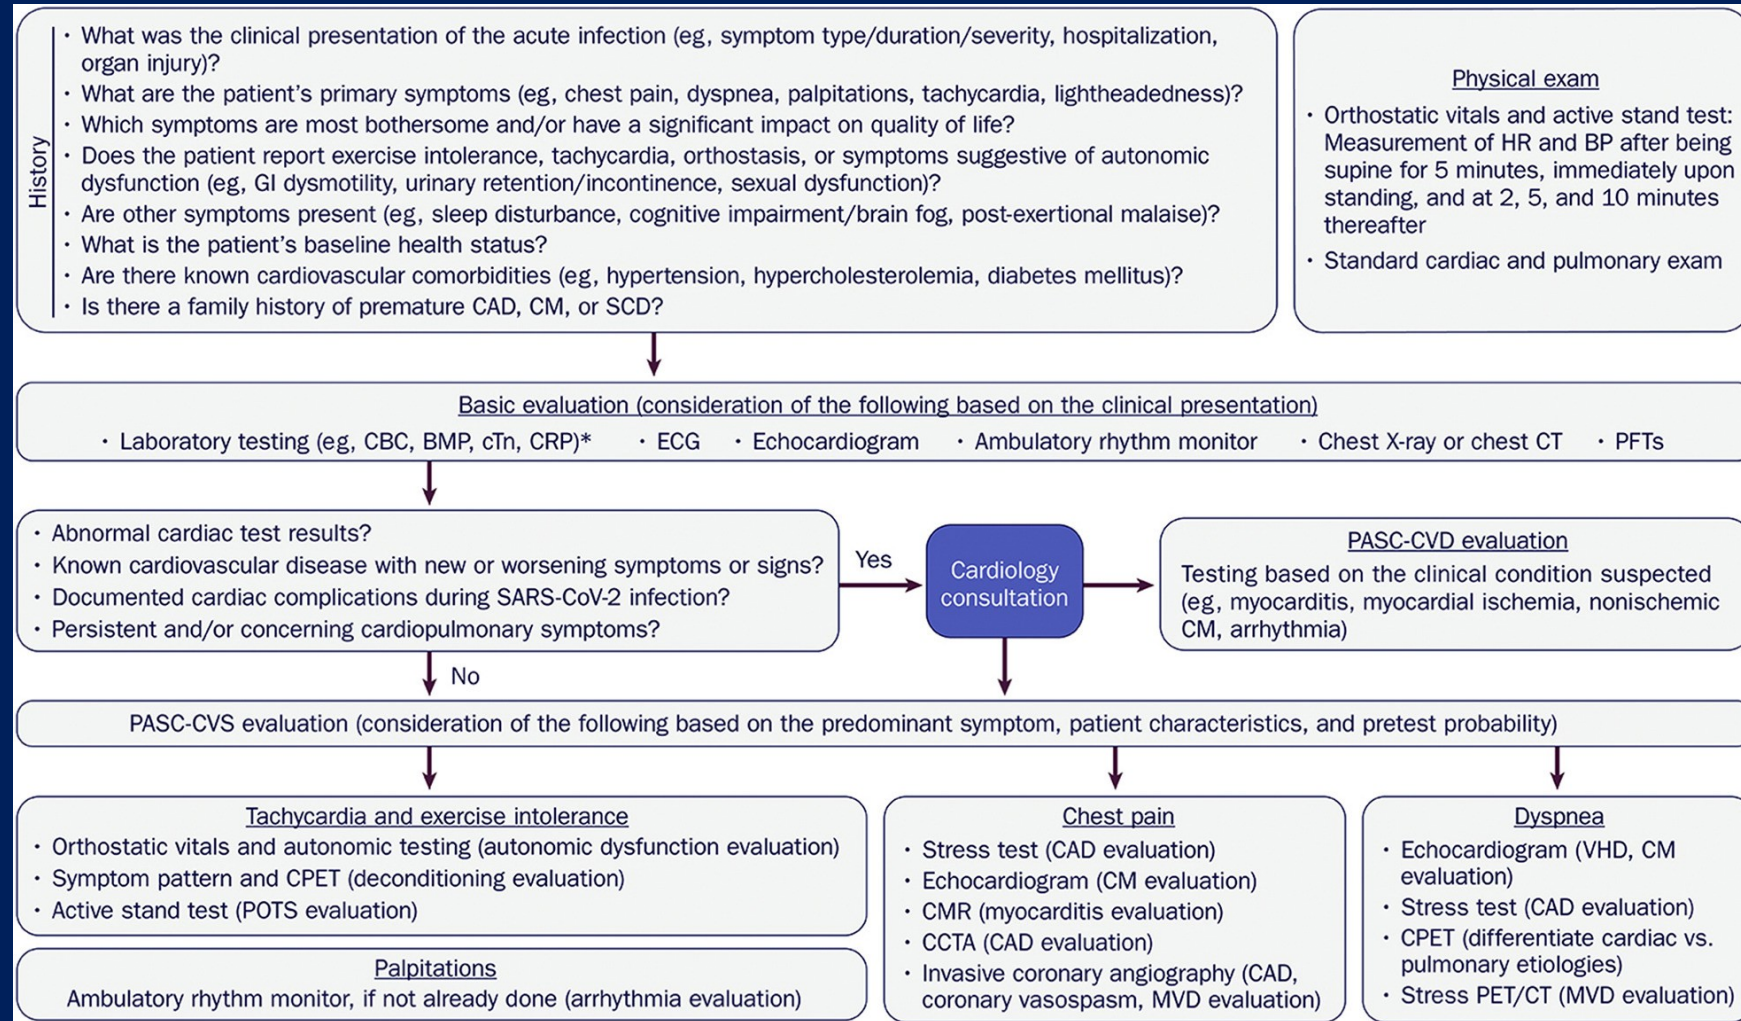 History
• What was the clinical presentation of the acute infection (eg, symptom type/duration/severity, hospitalization,
organ injury)?
• What are the patient's primary symptoms (eg, chest pain, dyspnea, palpitations, tachycardia, lightheadedness)?
• Which symptoms are most bothersome and/or have a significant impact on quality of life?
• Does the patient report exercise intolerance, tachycardia, orthostasis, or symptoms suggestive of autonomic
dysfunction (eg, GI dysmotility, urinary retention/incontinence, sexual dysfunction)?
• Are other symptoms present (eg, sleep disturbance, cognitive impairment/brain fog, post-exertional malaise)?
• What is the patient's baseline health status?
• Are there known cardiovascular comorbidities (eg, hypertension, hypercholesterolemia, diabetes mellitus)?
• Is there a family history of premature CAD, CM, or SCD?
Physical exam
• Orthostatic vitals and active stand test:
Measurement of HR and BP after being
supine for 5 minutes, immediately upon
standing, and at 2, 5, and 10 minutes
thereafter
• Standard cardiac and pulmonary exam
Basic evaluation (consideration of the following based on the clinical presentation)
• Laboratory testing (eg, CBC, BMP, cTn, CRP)* • ECG • Echocardiogram • Ambulatory rhythm monitor • Chest X-ray or chest CT • PFTs
• Abnormal cardiac test results?
• Known cardiovascular disease with new or worsening symptoms or signs?
• Documented cardiac complications during SARS-CoV-2 infection?
• Persistent and/or concerning cardiopulmonary symptoms?
Yes
Cardiology
consultation
PASC-CVD evaluation
Testing based on the clinical condition suspected
(eg, myocarditis, myocardial ischemia, nonischemic
CM, arrhythmia)
No
PASC-CVS evaluation (consideration of the following based on the predominant symptom, patient characteristics, and pretest probability)
Tachycardia and exercise intolerance
• Orthostatic vitals and autonomic testing (autonomic dysfunction evaluation)
• Symptom pattern and CPET (deconditioning evaluation)
• Active stand test (POTS evaluation)
Palpitations
Ambulatory rhythm monitor, if not already done (arrhythmia evaluation)
Chest pain
• Stress test (CAD evaluation)
• Echocardiogram (CM evaluation)
• CMR (myocarditis evaluation)
• CCTA (CAD evaluation)
• Invasive coronary angiography (CAD,
coronary vasospasm, MVD evaluation)
Dyspnea
• Echocardiogram (VHD, CM
evaluation)
• Stress test (CAD evaluation)
• CPET (differentiate cardiac vs.
pulmonary etiologies)
• Stress PET/CT (MVD evaluation)